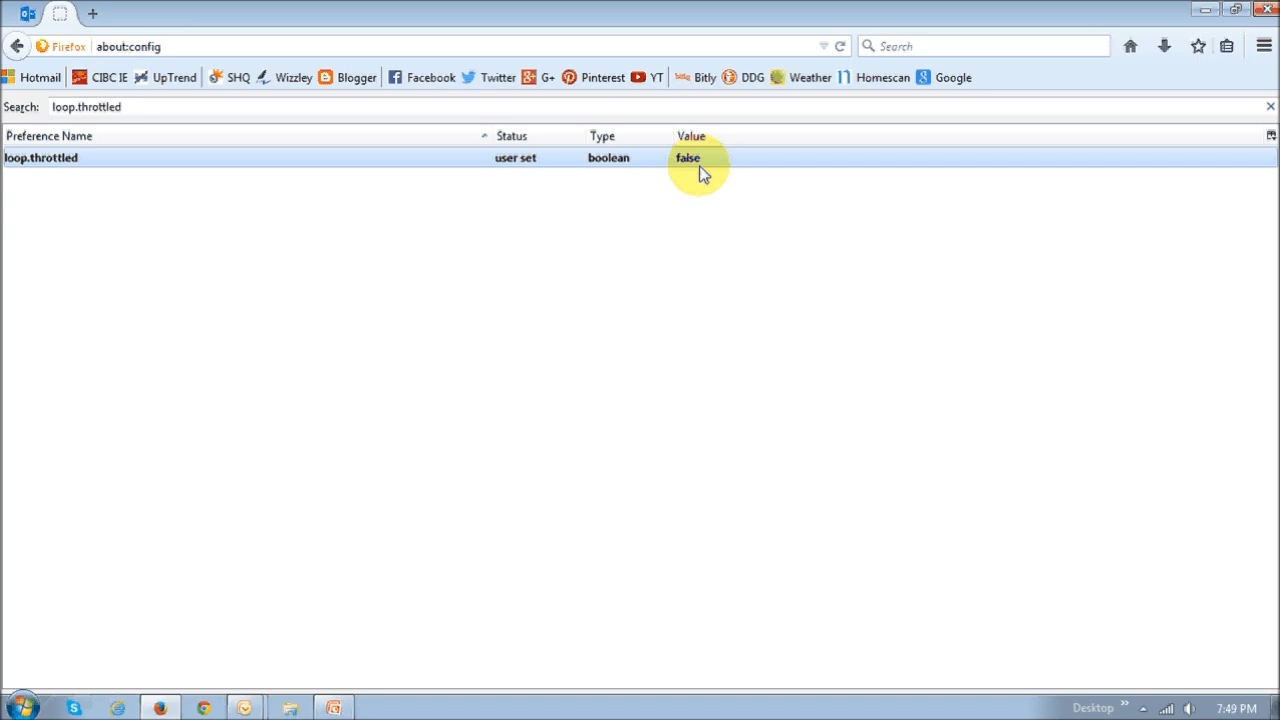 Firefox about:config Search
Hotmail CIBC IE UpTrend SHQ Wizzley Blogger Facebook Twitter G+ Pinterest YT Bitly DDG Weather Homescan Google
Search: loop.throttled
Preference Name Status Type Value
loop.throttled user set boolean false
Desktop 7:49 PM